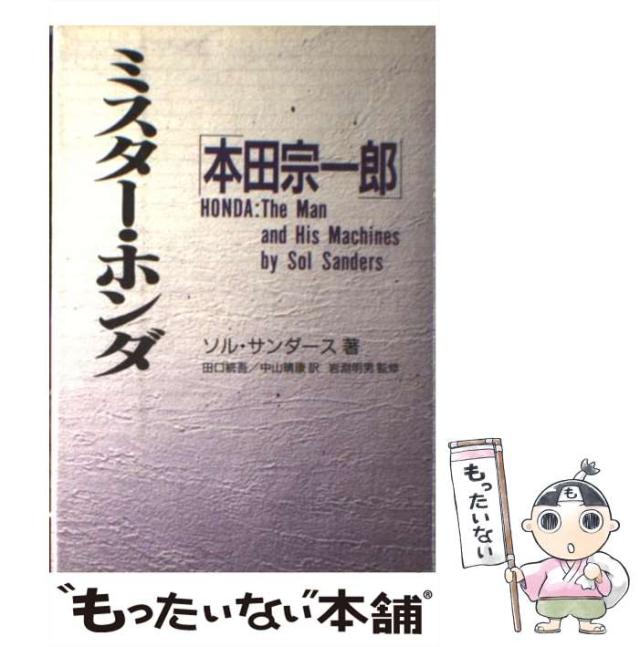 ミスター・ホンダ
「本田宗一郎」
HONDA:The Man
and His Machines
by Sol Sanders
ソル・サンダース 著
田口統吾／中山晴康 訳 岩淵明男 監修
"もったいない"本舗®
もったいない
も